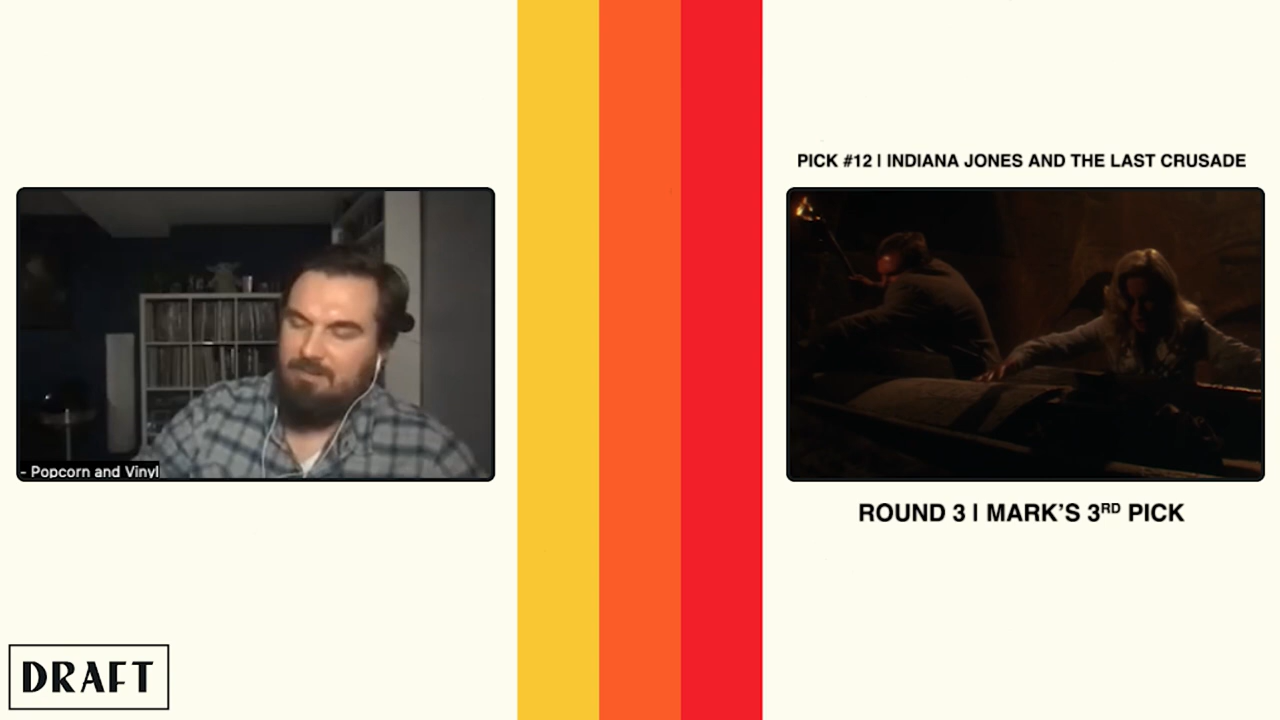 PICK #12 | INDIANA JONES AND THE LAST CRUSADE
- Popcorn and Vinyl
ROUND 3 | MARK'S 3RD PICK
DRAFT